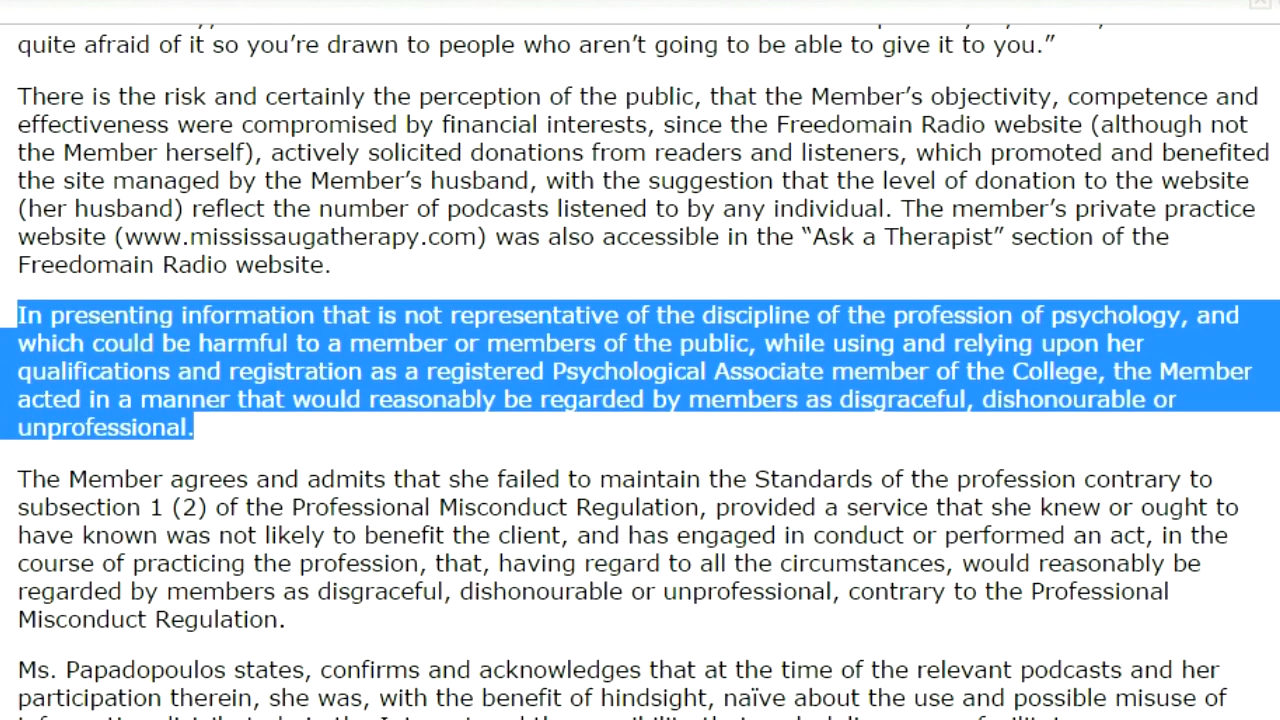 quite afraid of it so you’re drawn to people who aren’t going to be able to give it to you.”
There is the risk and certainly the perception of the public, that the Member’s objectivity, competence and
effectiveness were compromised by financial interests, since the Freedomain Radio website (although not
the Member herself), actively solicited donations from readers and listeners, which promoted and benefited
the site managed by the Member’s husband, with the suggestion that the level of donation to the website
(her husband) reflect the number of podcasts listened to by any individual. The member’s private practice
website (www.mississaugatherapy.com) was also accessible in the “Ask a Therapist” section of the
Freedomain Radio website.
In presenting information that is not representative of the discipline of the profession of psychology, and
which could be harmful to a member or members of the public, while using and relying upon her
qualifications and registration as a registered Psychological Associate member of the College, the Member
acted in a manner that would reasonably be regarded by members as disgraceful, dishonourable or
unprofessional.
The Member agrees and admits that she failed to maintain the Standards of the profession contrary to
subsection 1 (2) of the Professional Misconduct Regulation, provided a service that she knew or ought to
have known was not likely to benefit the client, and has engaged in conduct or performed an act, in the
course of practicing the profession, that, having regard to all the circumstances, would reasonably be
regarded by members as disgraceful, dishonourable or unprofessional, contrary to the Professional
Misconduct Regulation.
Ms. Papadopoulos states, confirms and acknowledges that at the time of the relevant podcasts and her
participation therein, she was, with the benefit of hindsight, naïve about the use and possible misuse of